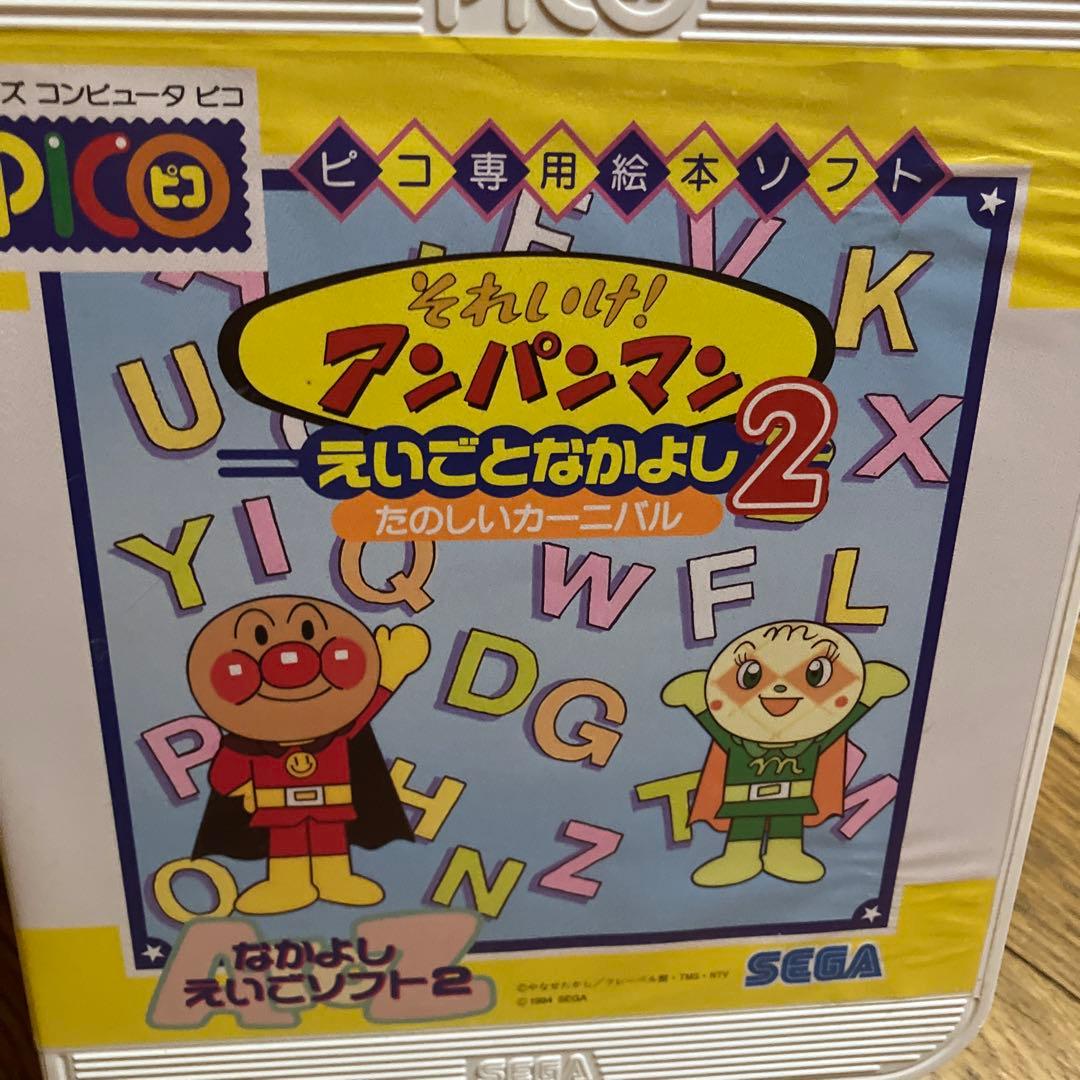 PICO
ズ コンピュータ ピコ
PICO
ピコ
ピコ専用絵本ソフト
E V K
それいけ!
アンパンマン
U
えいごとなかよし2
X
たのしいカーニバル
Y I Q W F L
D G
P
m
H T M
O N Z
A Z
なかよし
えいごソフト2
SEGA
©やなせたかし/フレーベル館・TMS・NTV
© 1994 SEGA
SEGA